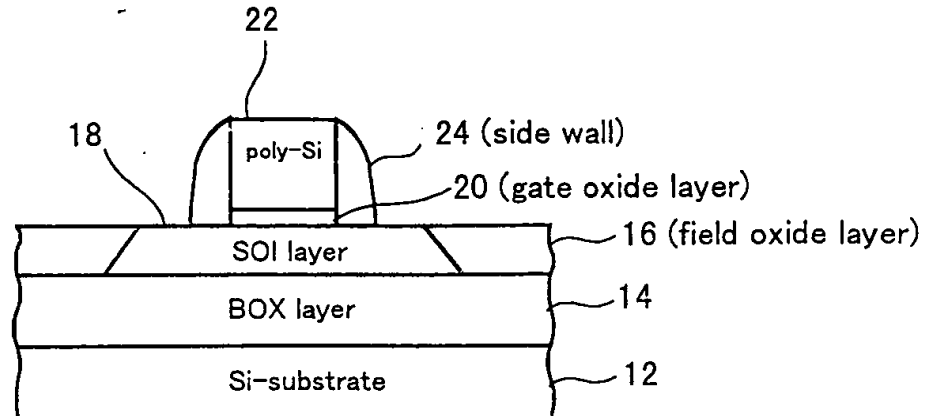 22
18
poly-Si
24 (side wall)
20 (gate oxide layer)
SOI layer
16 (field oxide layer)
BOX layer
14
Si-substrate
12